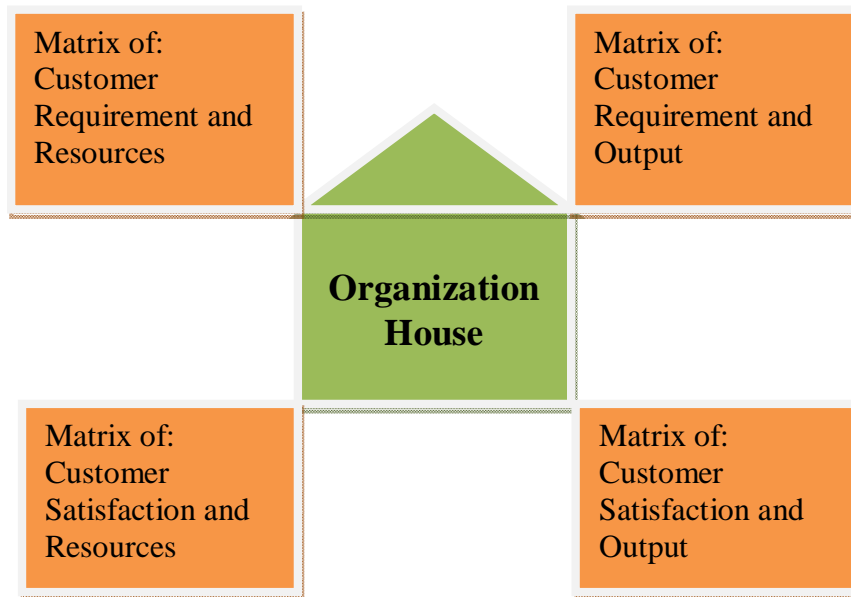 Matrix of:
Customer
Requirement and
Resources
Matrix of:
Customer
Requirement and
Output
Organization
House
Matrix of:
Customer
Satisfaction and
Resources
Matrix of:
Customer
Satisfaction and
Output